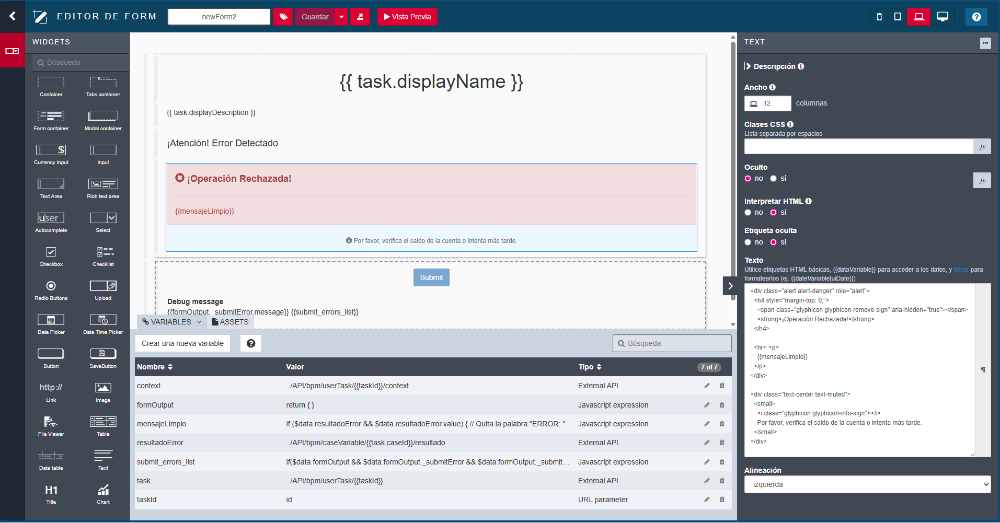 EDITOR DE FORM
newForm2
Guardar
Vista Previa
WIDGETS
Búsqueda
Container
Tabs container
Form container
Modal container
$
Currency Input
Input
Text Area
Rich text area
user
Autocomplete
Select
Checkbox
Checklist
Radio Buttons
Upload
Date Picker
Date Time Picker
Button
SaveButton
http://
Link
Image
File Viewer
Table
Data table
Text
H1
Title
Chart
{{ task.displayName }}
{{ task.displayDescription }}
¡Atención! Error Detectado
¡Operación Rechazada!
{{mensajeLimpio}}
Por favor, verifica el saldo de la cuenta o intenta más tarde.
Submit
Debug message
{{formOutput._submitError.message}} {{submit_errors_list}}
VARIABLES
ASSETS
Crear una nueva variable
?
Búsqueda
Nombre Valor Tipo 7 of 7
context ../API/bpm/userTask/{{taskId}}/context External API
formOutput return { } Javascript expression
mensajeLimpio if ($data.resultadoError && $data.resultadoError.value) { // Quita la palabra "ERROR: "... Javascript expression
resultadoError ../API/bpm/caseVariable/{{task.caseId}}/resultado External API
submit_errors_list if($data.formOutput && $data.formOutput._submitError && $data.formOutput._submit... Javascript expression
task ../API/bpm/userTask/{{taskId}} External API
taskId id URL parameter
?
TEXT
...
Descripción
Ancho
12 columnas
Clases CSS
Lista separada por espacios
fx
Oculto
no sí
fx
Interpretar HTML
no sí
Etiqueta oculta
no sí
Texto
Utilice etiquetas HTML básicas, {{dataVariable}} para acceder a los datos, y filtros para
formatearlos (ej. {{dateVariable|uiDate}})
<div class="alert alert-danger" role="alert">
<h4 style="margin-top: 0;">
<span class="glyphicon glyphicon-remove-sign" aria-hidden="true"></span>
<strong>¡Operación Rechazada!</strong>
</h4>
<hr> <p>
{{mensajeLimpio}}
</p>
</div>
<div class="text-center text-muted">
<small>
<i class="glyphicon glyphicon-info-sign"></i>
Por favor, verifica el saldo de la cuenta o intenta más tarde.
</small>
</div>
¶
Alineación
izquierda